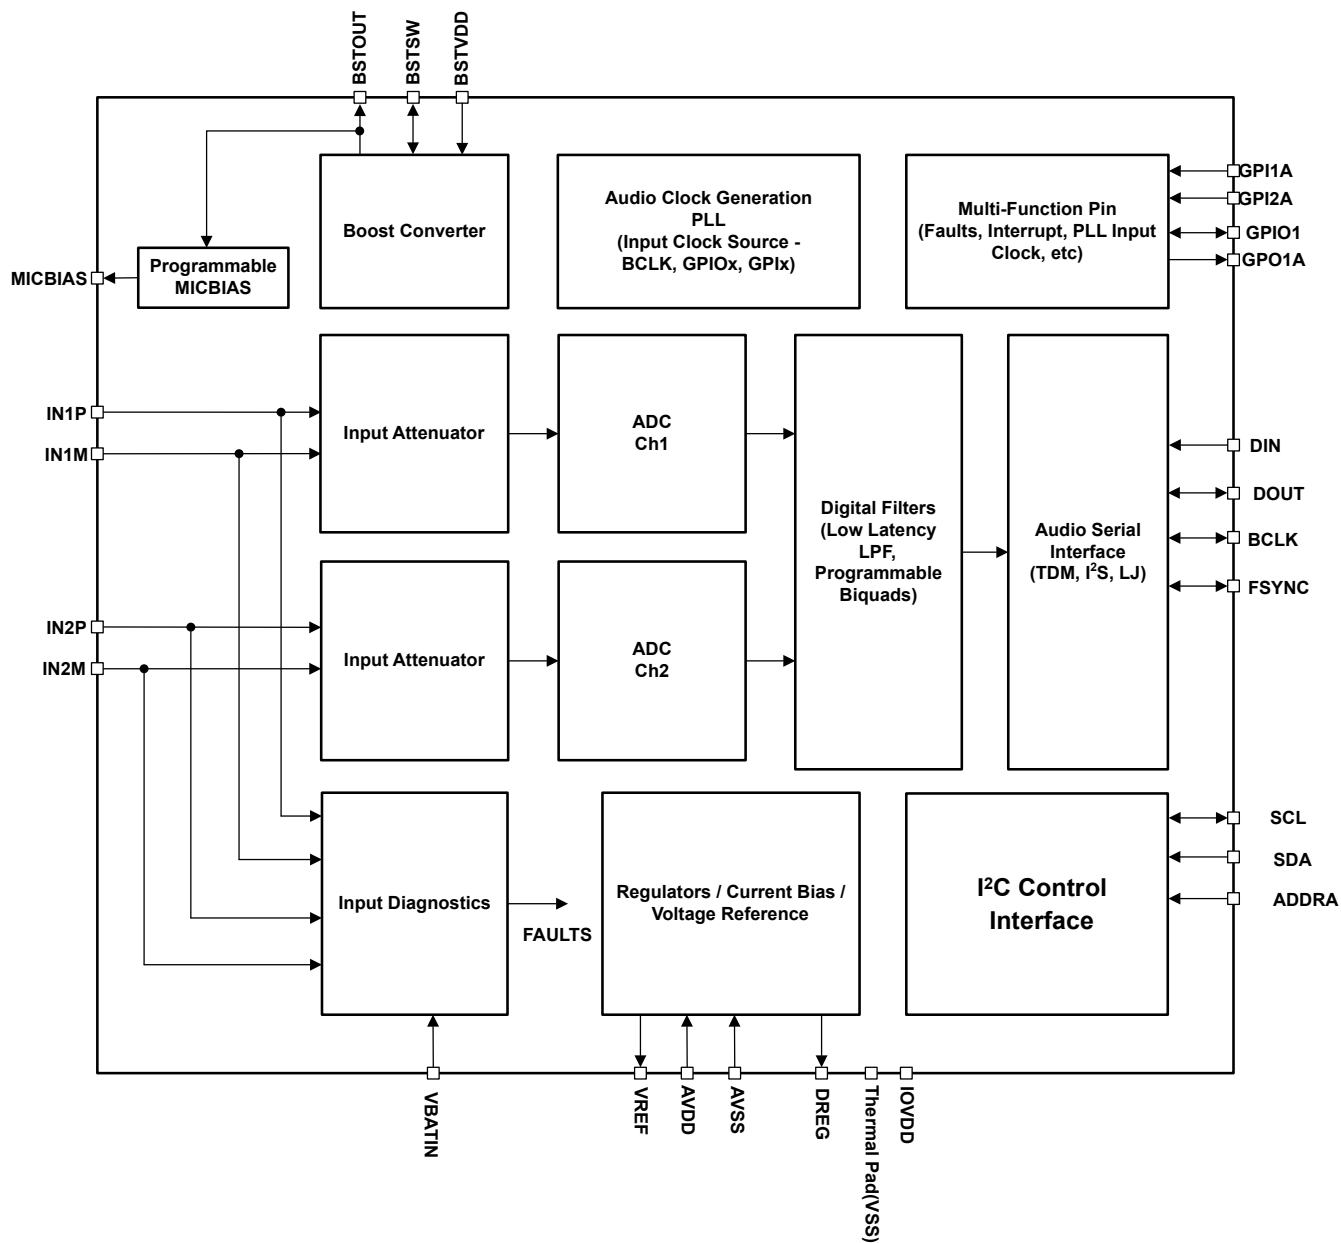 BSTOUT
BSTSW
BSTVDD
Boost Converter
Audio Clock Generation
PLL
(Input Clock Source -
BCLK, GPIOx, GPIx)
Multi-Function Pin
(Faults, Interrupt, PLL Input
Clock, etc)
GPI1A
GPI2A
GPIO1
GPO1A
MICBIAS
Programmable
MICBIAS
IN1P
IN1M
Input Attenuator
ADC
Ch1
Digital Filters
(Low Latency
LPF,
Programmable
Biquads)
Audio Serial
Interface
(TDM, I²S, LJ)
DIN
DOUT
BCLK
FSYNC
IN2P
IN2M
Input Attenuator
ADC
Ch2
Input Diagnostics
FAULTS
Regulators / Current Bias /
Voltage Reference
I²C Control
Interface
SCL
SDA
ADDRA
VBATIN
VREF
AVDD
AVSS
DREG
Thermal Pad(VSS)
IOVDD